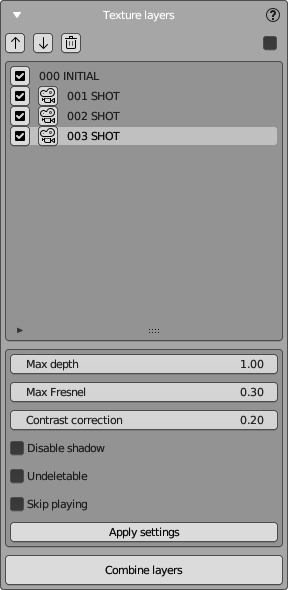 Texture layers
000 INITIAL
001 SHOT
002 SHOT
003 SHOT
Max depth 1.00
Max Fresnel 0.30
Contrast correction 0.20
Disable shadow
Undeletable
Skip playing
Apply settings
Combine layers